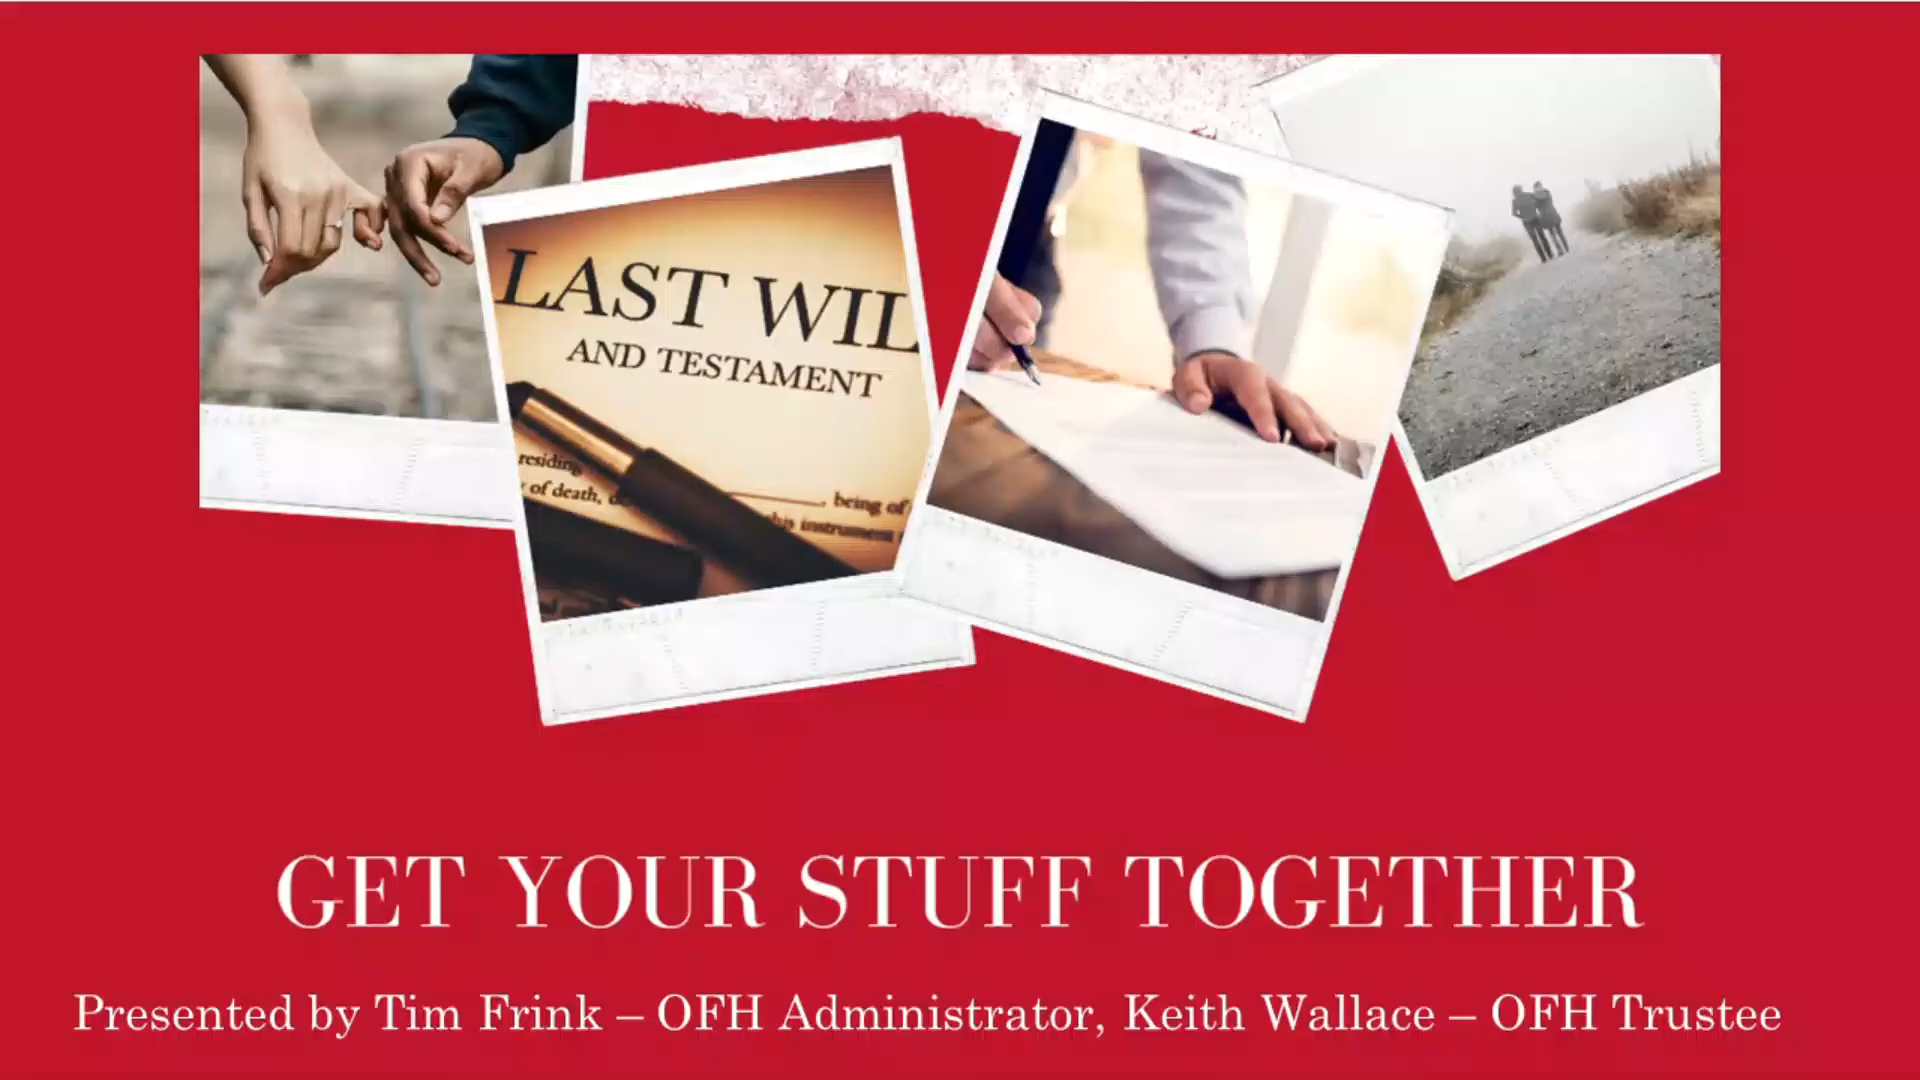 LAST WIL
AND TESTAMENT
residing
of death,
being of
this instrument
GET YOUR STUFF TOGETHER
Presented by Tim Frink – OFH Administrator, Keith Wallace – OFH Trustee